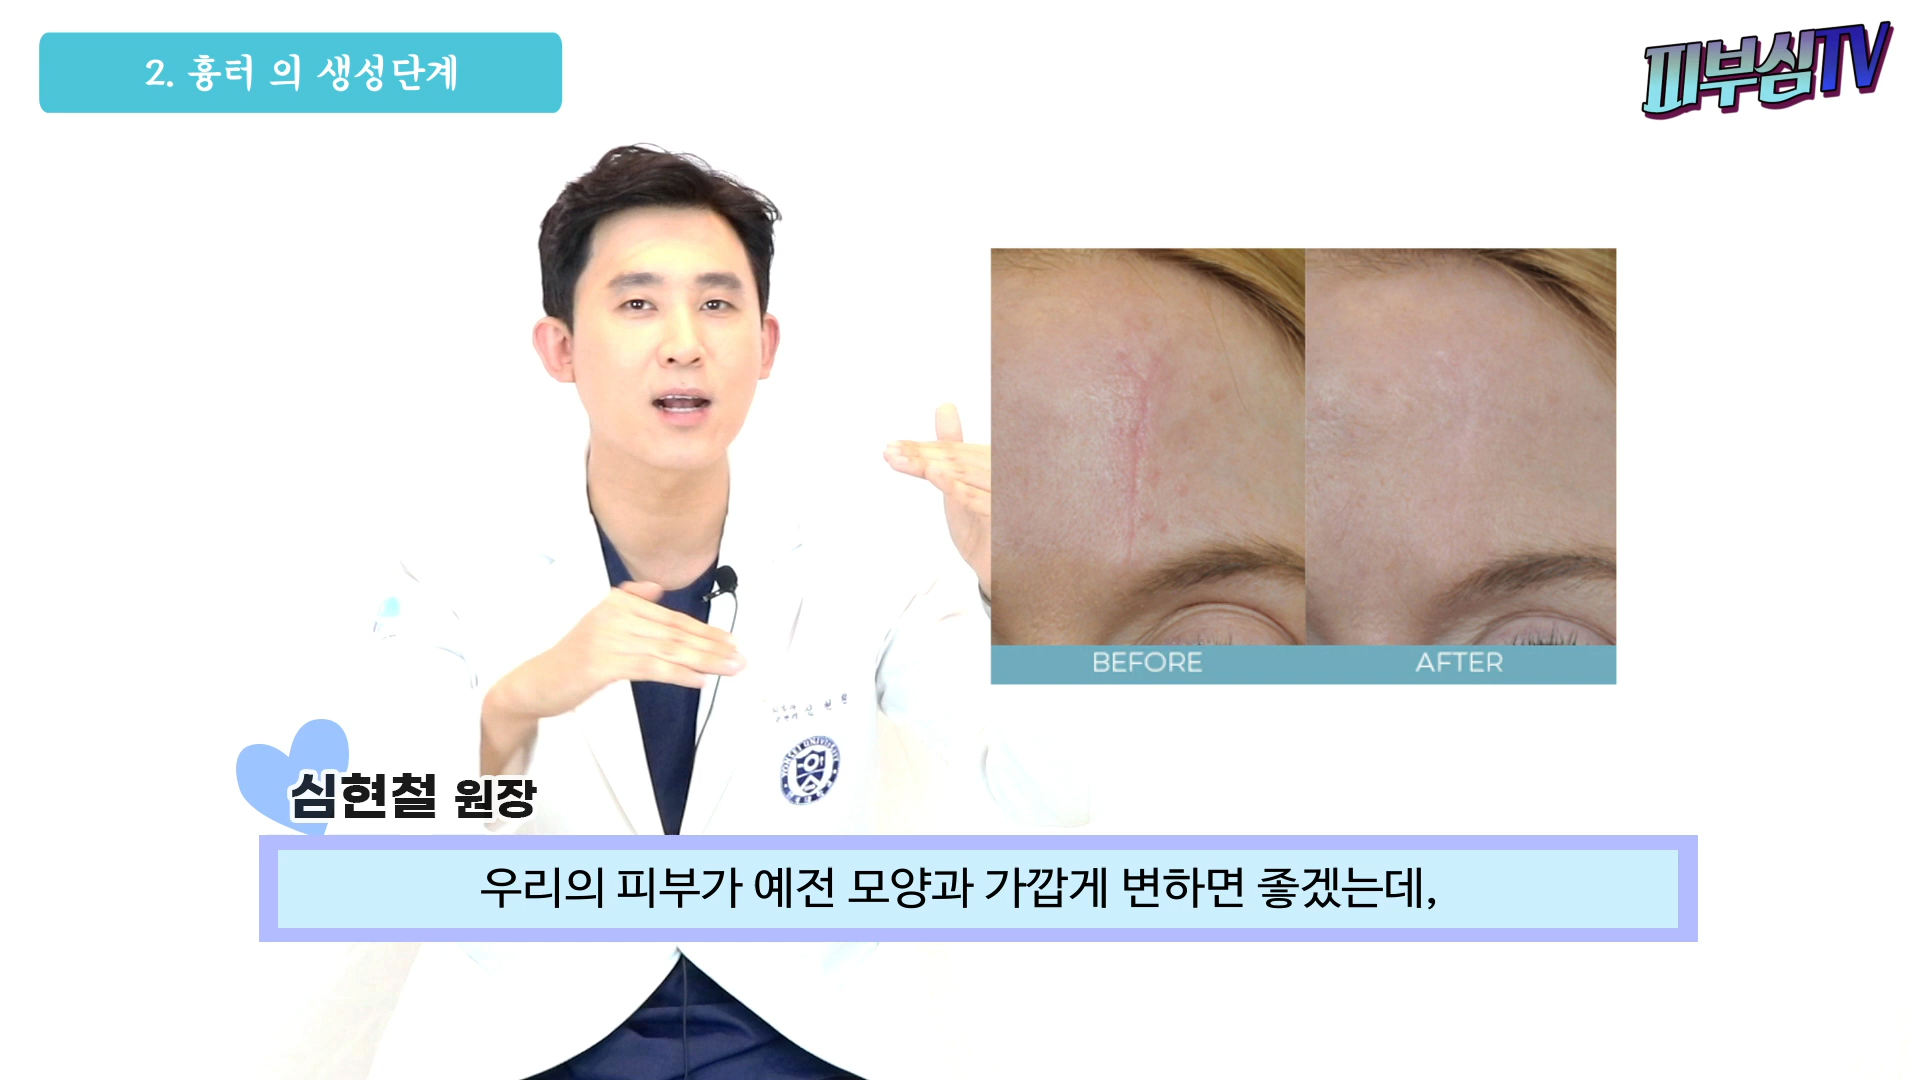 2. 흉터 의 생성단계
피부심TV
BEFORE
AFTER
YONSEI UNIVERSITY
심현철 원장
우리의 피부가 예전 모양과 가깝게 변하면 좋겠는데,